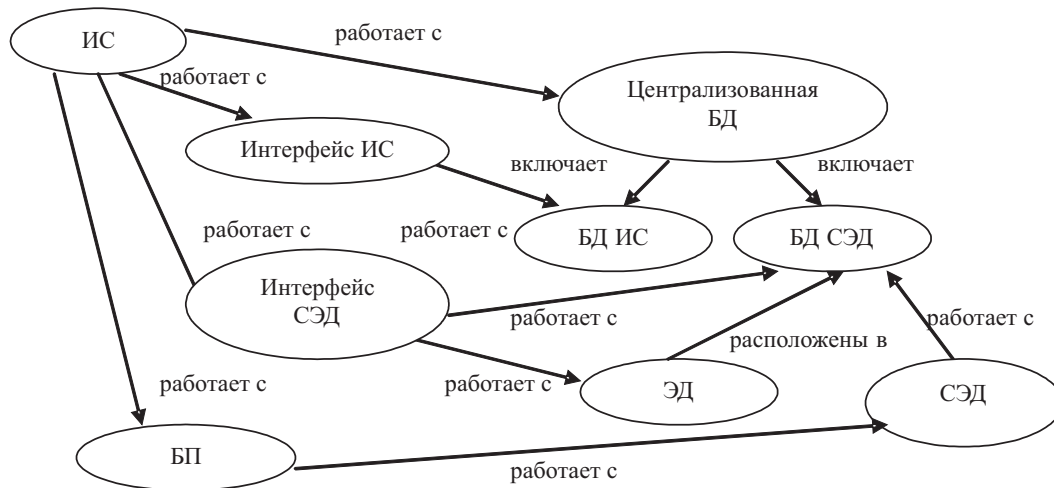 ИС
работает с
работает с
Централизованная
БД
Интерфейс ИС
включает
включает
работает с
работает с
БД ИС
БД СЭД
Интерфейс
СЭД
работает с
работает с
расположены в
работает с
работает с
ЭД
СЭД
БП
работает с